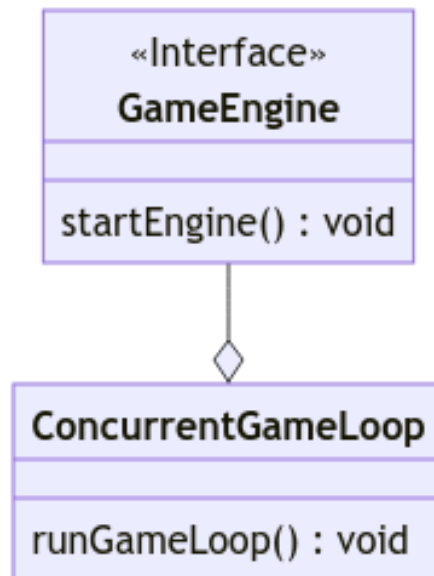 «Interface»
GameEngine
startEngine() : void
ConcurrentGameLoop
runGameLoop() : void